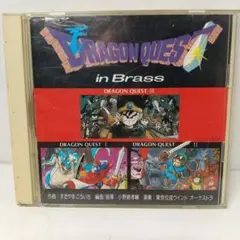 DRAGON QUEST
in Brass
DRAGON QUEST III
DRAGON QUEST I
DRAGON QUEST II
作曲/すぎやまこういち 編曲/指揮/小野崎孝輔 演奏/東京佼成ウインドオーケストラ